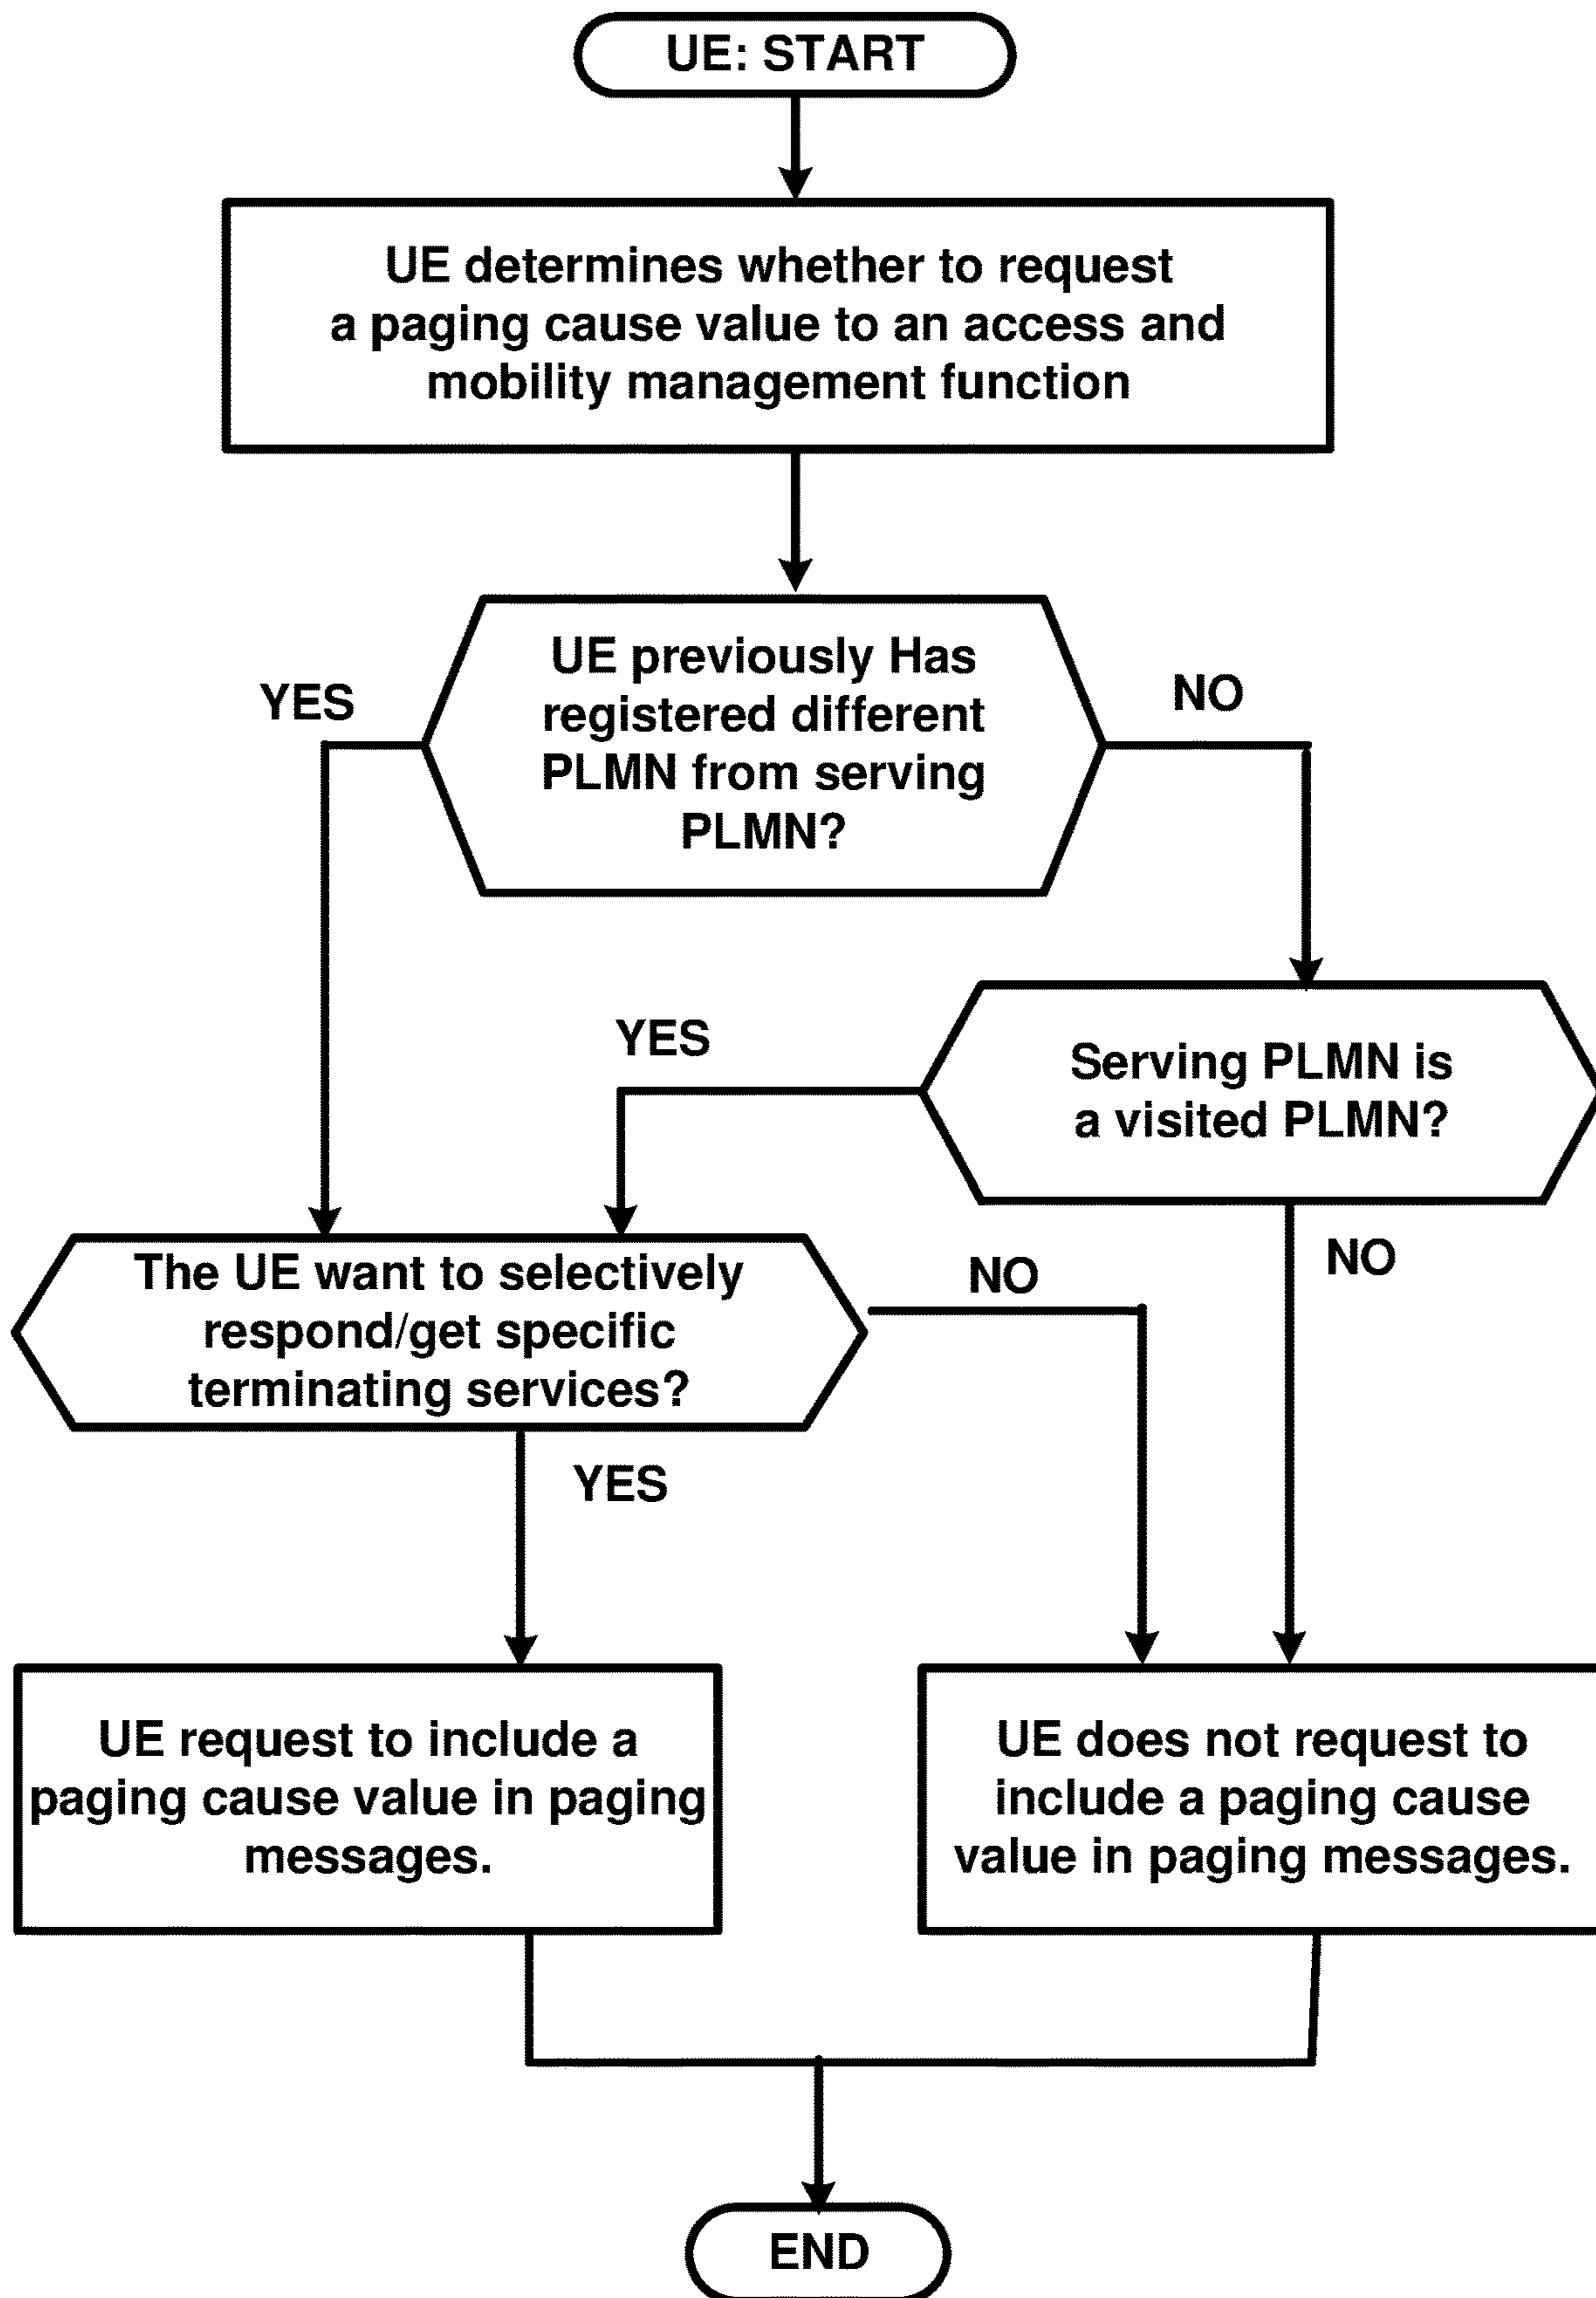 UE: START
UE determines whether to request
a paging cause value to an access and
mobility management function
UE previously Has
registered different
PLMN from serving
PLMN?
YES
NO
Serving PLMN is
a visited PLMN?
YES
NO
The UE want to selectively
respond/get specific
terminating services?
NO
YES
UE request to include a
paging cause value in paging
messages.
UE does not request to
include a paging cause
value in paging messages.
END